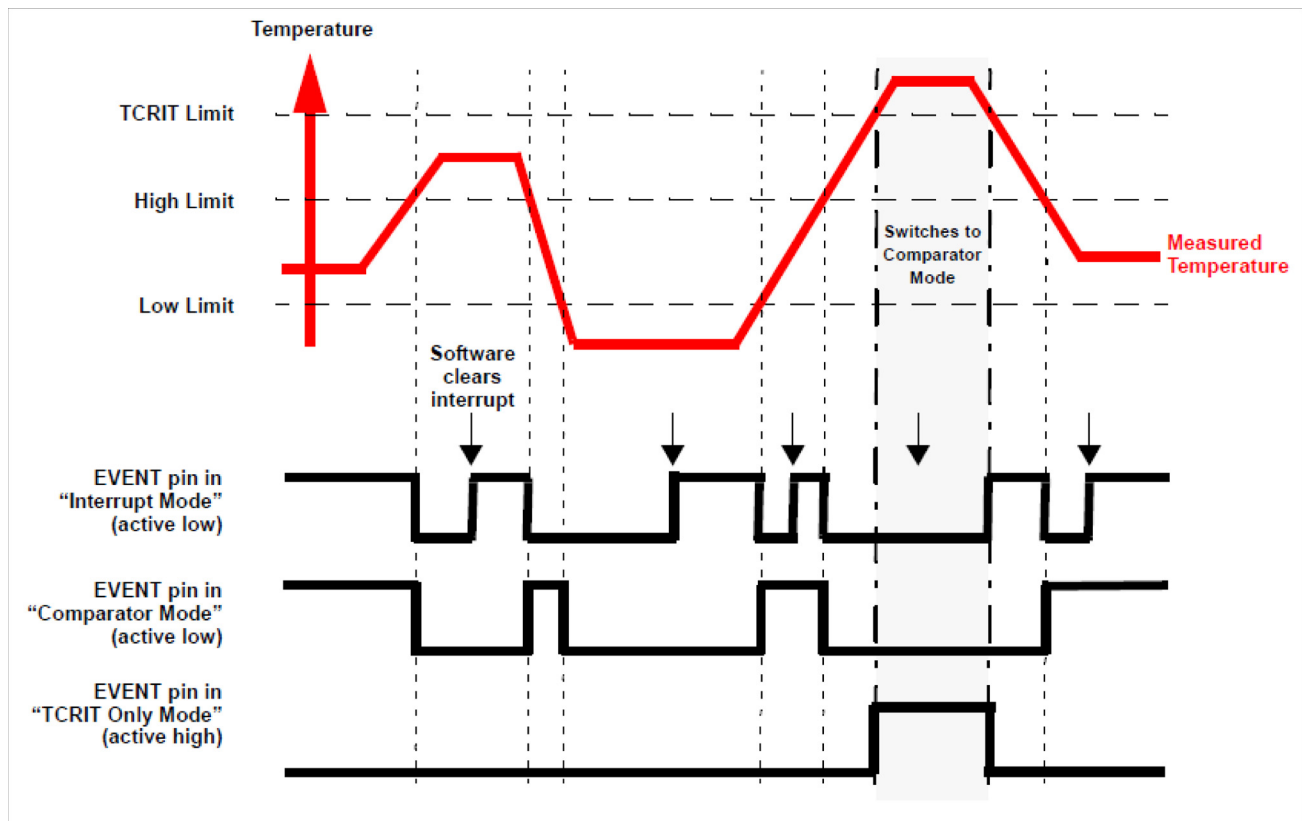 Temperature
TCRIT Limit
High Limit
Low Limit
Switches to
Comparator
Mode
Measured
Temperature
Software
clears
interrupt
EVENT pin in
“Interrupt Mode”
(active low)
EVENT pin in
“Comparator Mode”
(active low)
EVENT pin in
“TCRIT Only Mode”
(active high)